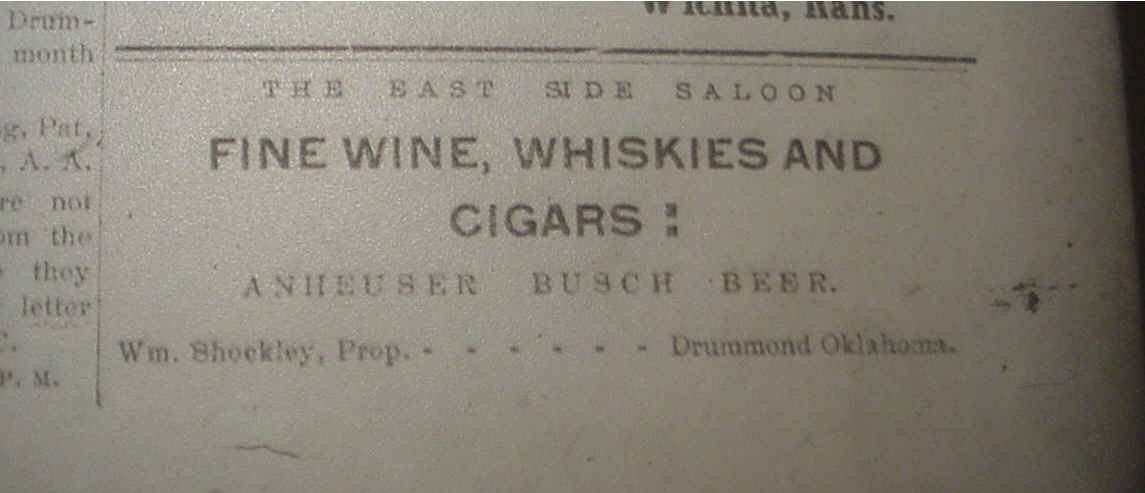 Drum-
month
Pat,
A. A.
not
the
they
letter
P. M.
Wichita, Kans.
THE EAST SIDE SALOON
FINE WINE, WHISKIES AND
CIGARS :
ANHEUSER BUSCH BEER.
Wm. Shockley, Prop. - - - - - - Drummond Oklahoma.